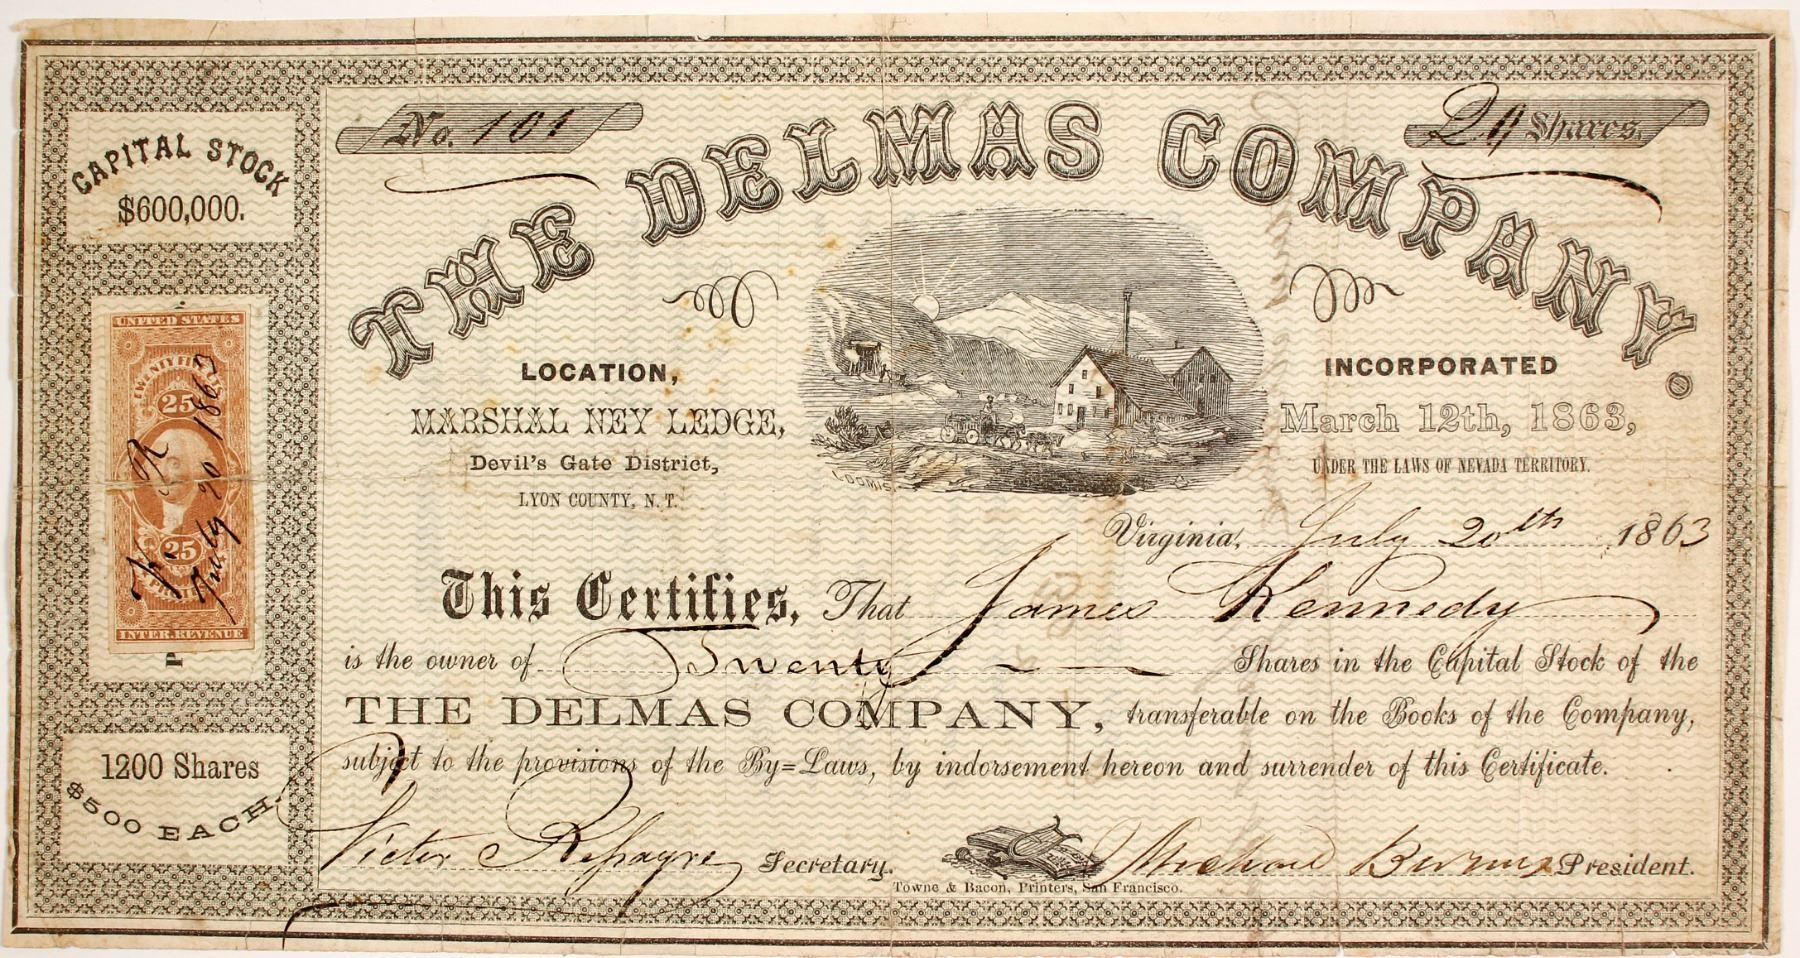 No. 101
20 Shares.
THE DELMAS COMPANY.
CAPITAL STOCK
$600,000.
UNITED STATES
25
25
INTER. REVENUE
July 20 1863
1200 Shares
$500 EACH.
LOCATION,
MARSHAL NEY LEDGE,
Devil's Gate District,
LYON COUNTY, N. T.
INCORPORATED
March 12th, 1863,
UNDER THE LAWS OF NEVADA TERRITORY.
Virginia, July 20th 1863
This Certifies, That James Kennedy
is the owner of Twenty Shares in the Capital Stock of the
THE DELMAS COMPANY, transferable on the Books of the Company,
subject to the provisions of the By=Laws, by indorsement hereon and surrender of this Certificate.
Victor Secretary. President.
Towne & Bacon, Printers, San Francisco.